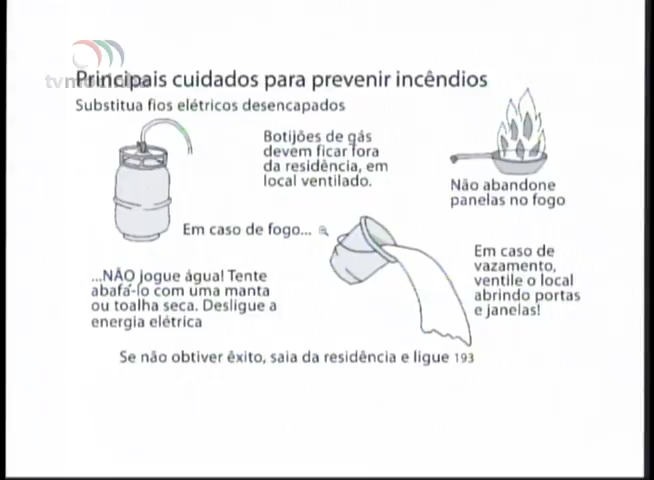 Principais cuidados para prevenir incêndios
Substitua fios elétricos desencapados
Botijões de gás
devem ficar fora
da residência, em
local ventilado.
Não abandone
panelas no fogo
Em caso de fogo...
Em caso de
vazamento,
ventile o local
abrindo portas
e janelas!
...NÃO jogue água! Tente
abafá-lo com uma manta
ou toalha seca. Desligue a
energia elétrica
Se não obtiver êxito, saia da residência e ligue 193